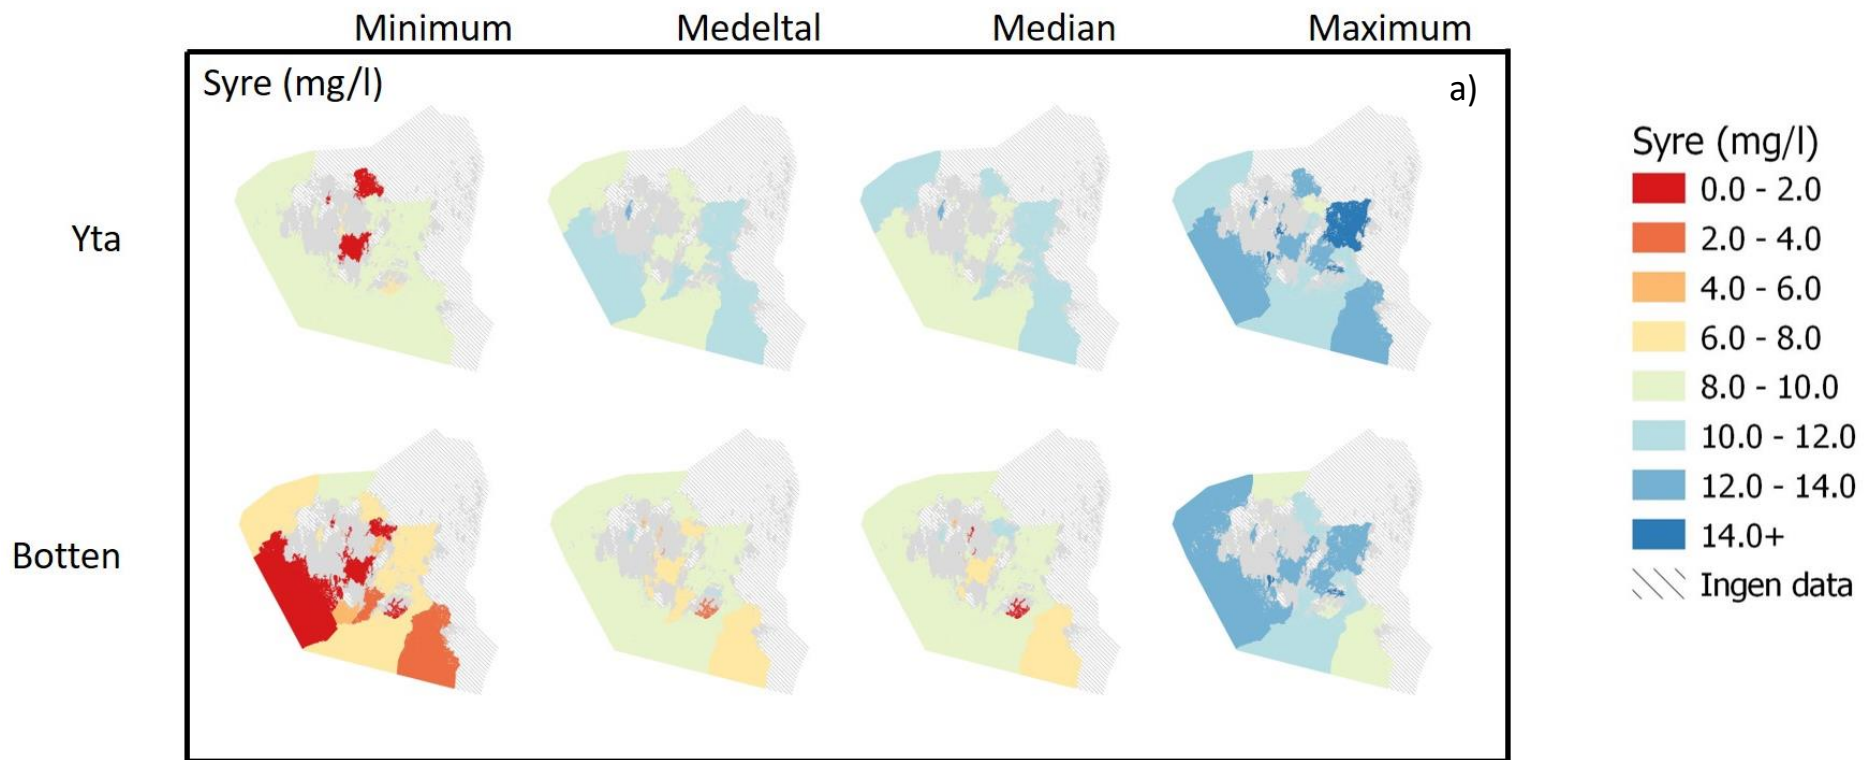 Minimum Medeltal Median Maximum
Syre (mg/l) a)
Yta
Botten
Syre (mg/l)
0.0 - 2.0
2.0 - 4.0
4.0 - 6.0
6.0 - 8.0
8.0 - 10.0
10.0 - 12.0
12.0 - 14.0
14.0+
Ingen data